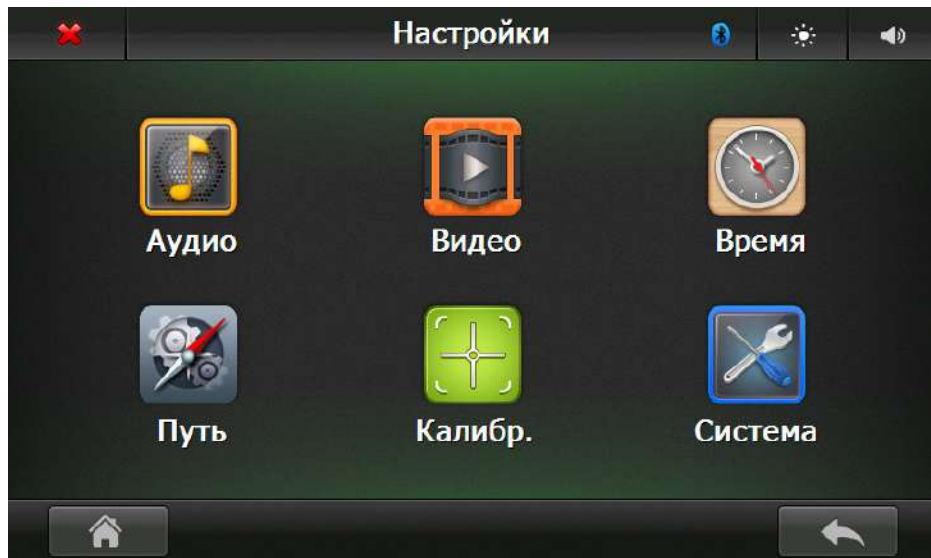 Настройки
Аудио
Видео
Время
Путь
Калибр.
Система